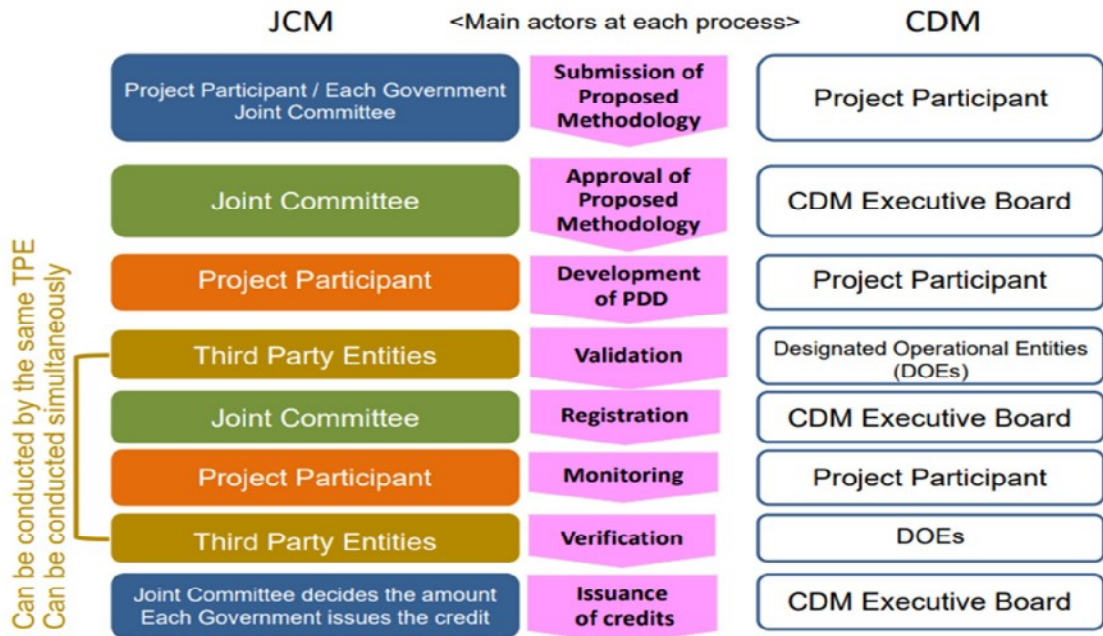 JCM
<Main actors at each process>
CDM
Project Participant / Each Government
Joint Committee
Submission of
Proposed
Methodology
Project Participant
Joint Committee
Approval of
Proposed
Methodology
CDM Executive Board
Project Participant
Development
of PDD
Project Participant
Third Party Entities
Validation
Designated Operational Entities
(DOEs)
Joint Committee
Registration
CDM Executive Board
Project Participant
Monitoring
Project Participant
Third Party Entities
Verification
DOEs
Joint Committee decides the amount
Each Government issues the credit
Issuance
of credits
CDM Executive Board
Can be conducted by the same TPE
Can be conducted simultaneously